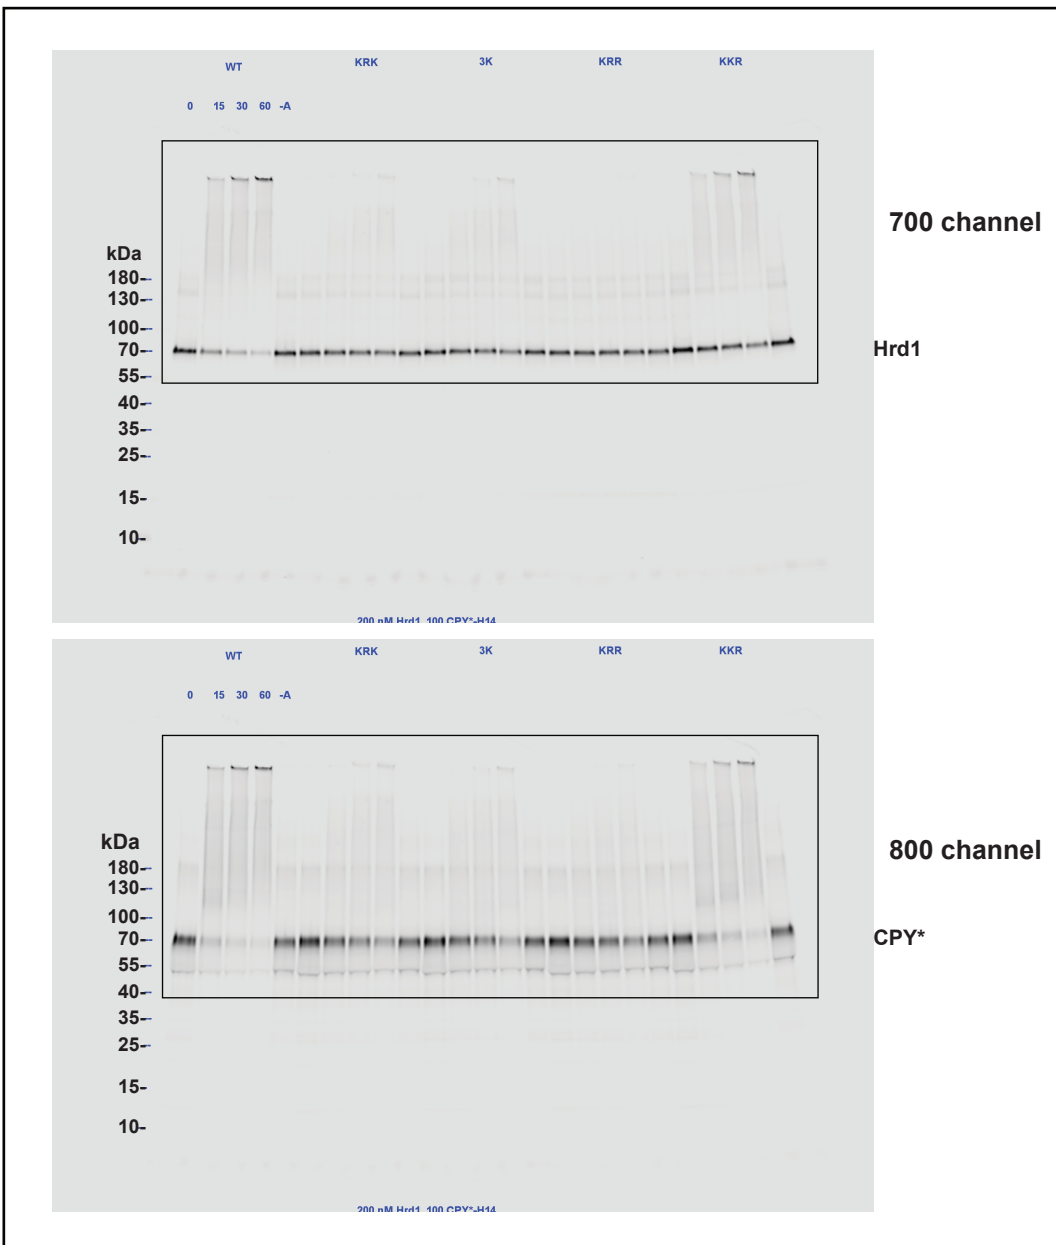 WT KRK 3K KRR KKR
0 15 30 60 -A
700 channel
kDa
180-
130-
100-
70-
Hrd1
55-
40-
35-
25-
15-
10-
200 nM Hrd1, 100 CPY*-H14
WT KRK 3K KRR KKR
0 15 30 60 -A
800 channel
kDa
180-
130-
100-
70-
CPY*
55-
40-
35-
25-
15-
10-
200 nM Hrd1, 100 CPY*-H14